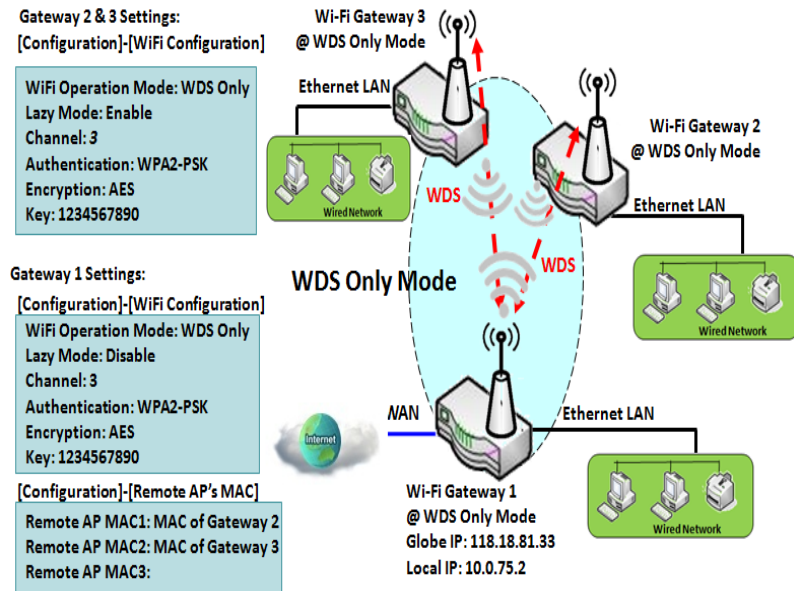 Gateway 2 & 3 Settings:
[Configuration]-[WiFi Configuration]
WiFi Operation Mode: WDS Only
Lazy Mode: Enable
Channel: 3
Authentication: WPA2-PSK
Encryption: AES
Key: 1234567890
Wi-Fi Gateway 3
@ WDS Only Mode
Ethernet LAN
Wired Network
Wi-Fi Gateway 2
@ WDS Only Mode
Ethernet LAN
Wired Network
WDS
WDS
WDS Only Mode
Gateway 1 Settings:
[Configuration]-[WiFi Configuration]
WiFi Operation Mode: WDS Only
Lazy Mode: Disable
Channel: 3
Authentication: WPA2-PSK
Encryption: AES
Key: 1234567890
[Configuration]-[Remote AP's MAC]
Remote AP MAC1: MAC of Gateway 2
Remote AP MAC2: MAC of Gateway 3
Remote AP MAC3:
Internet
WAN
Ethernet LAN
Wired Network
Wi-Fi Gateway 1
@ WDS Only Mode
Globe IP: 118.18.81.33
Local IP: 10.0.75.2